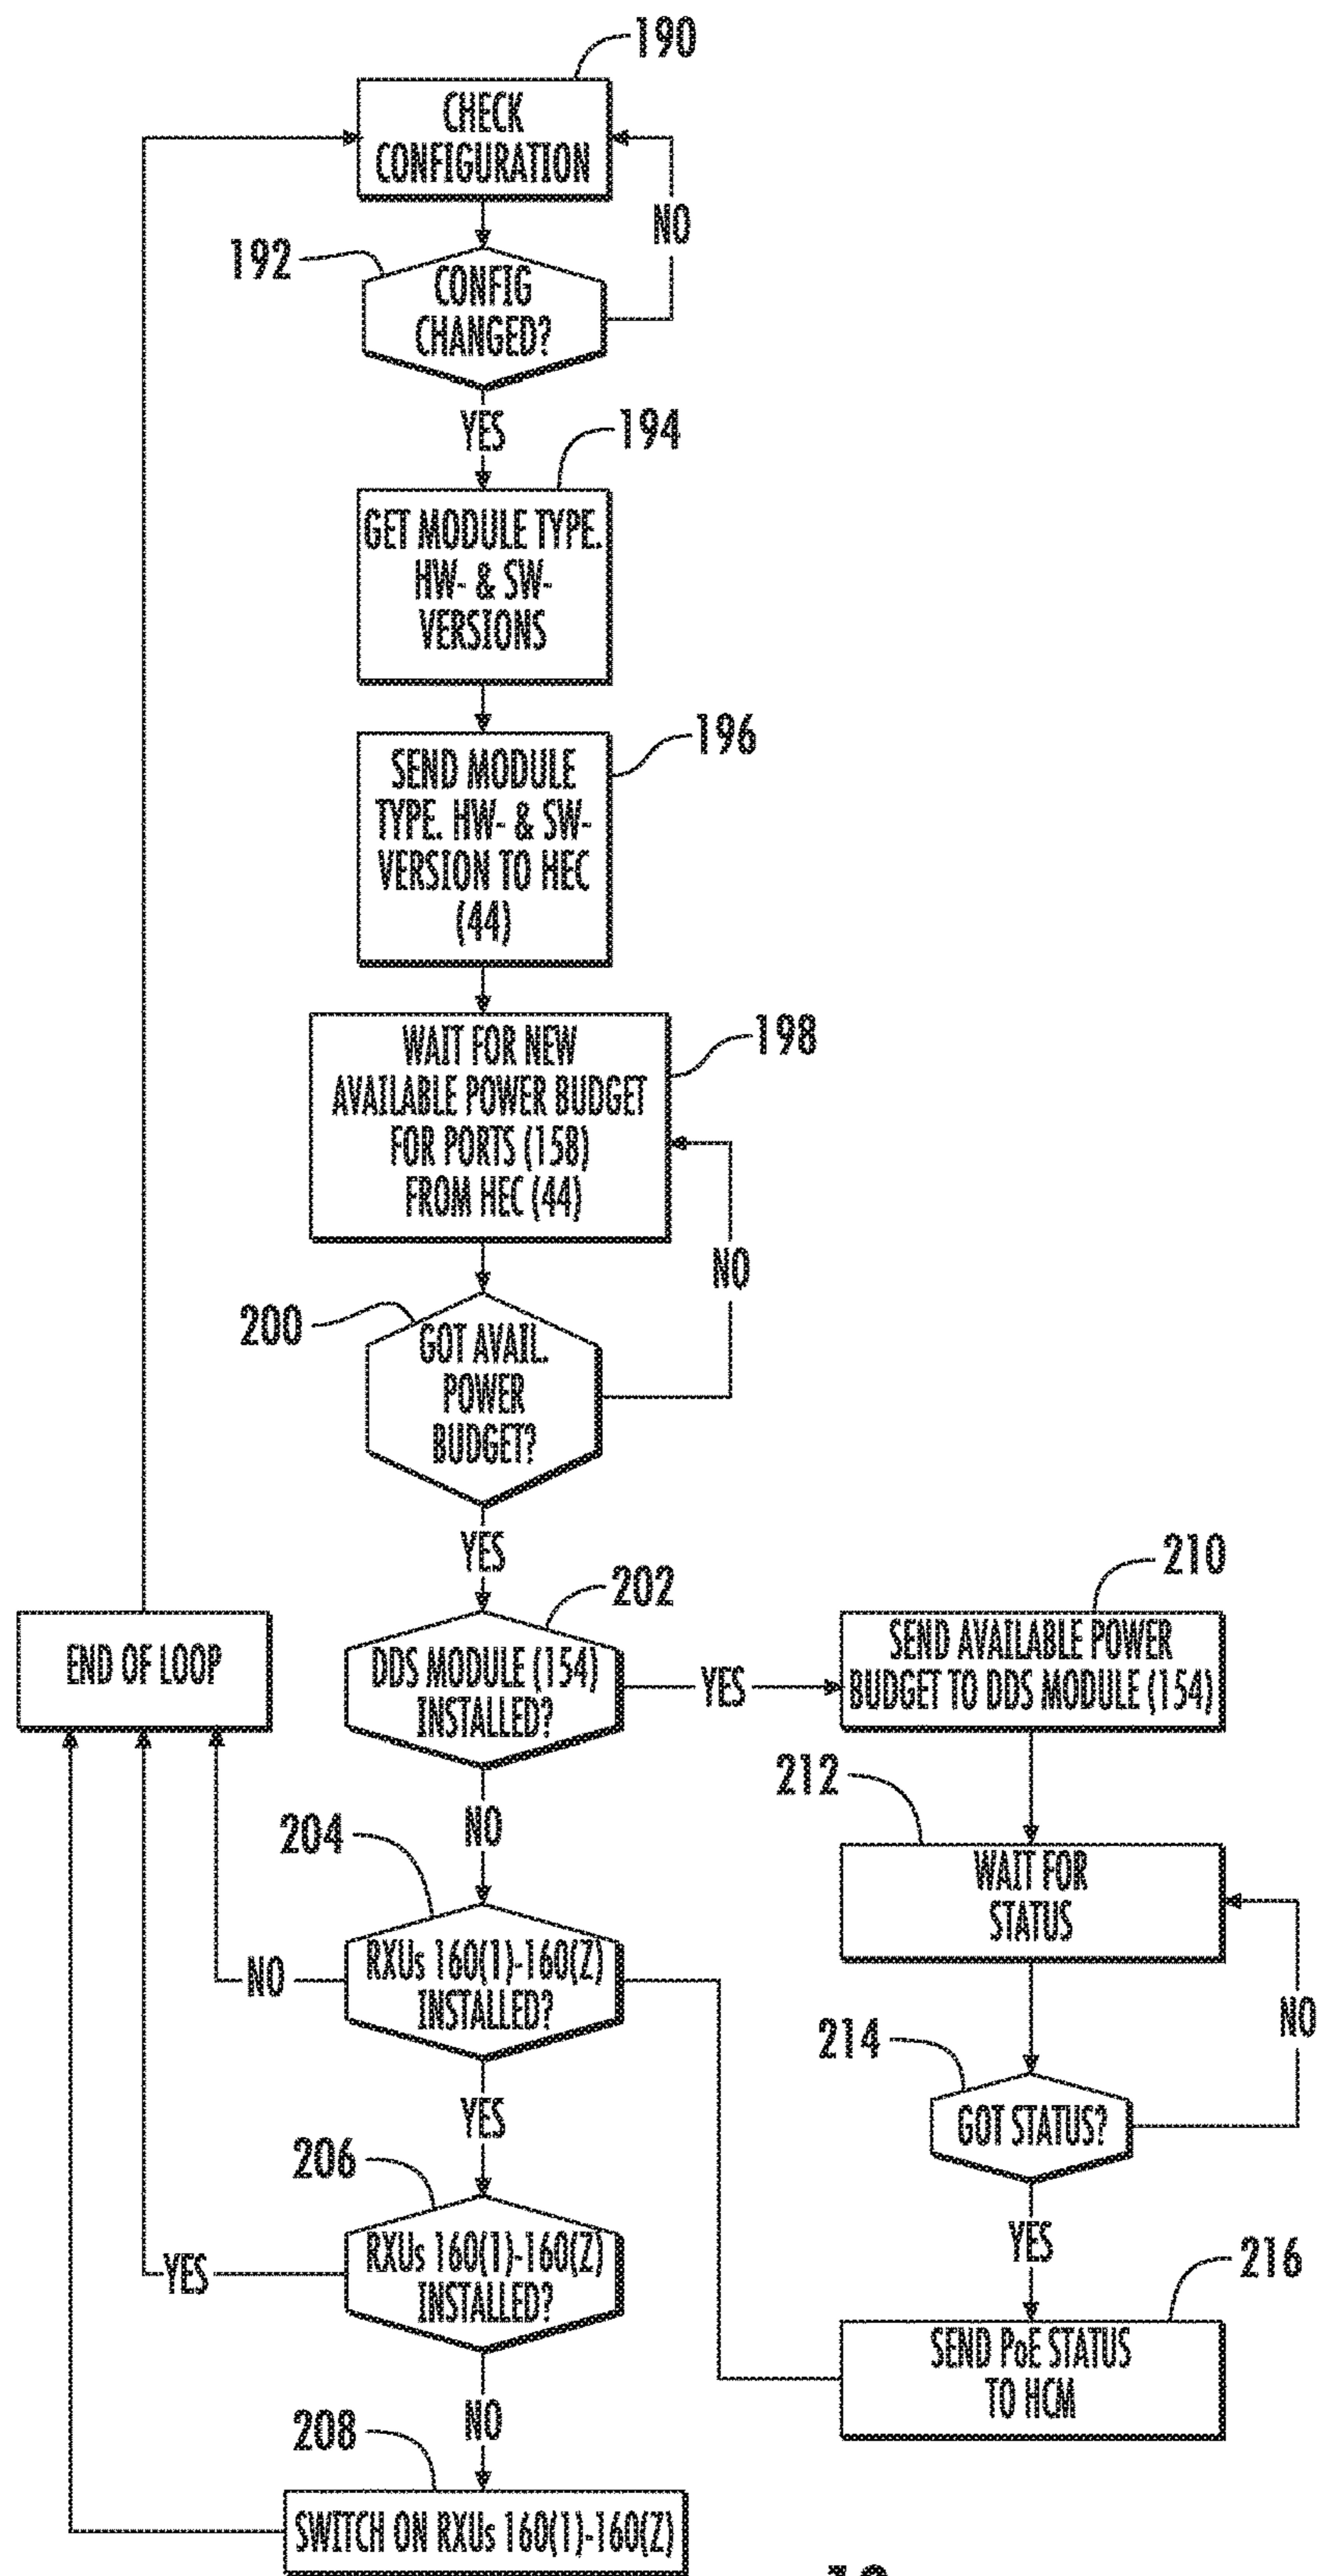 190
CHECK
CONFIGURATION
NO
192
CONFIG
CHANGED?
YES
194
GET MODULE TYPE.
HW- & SW-
VERSIONS
196
SEND MODULE
TYPE. HW- & SW-
VERSION TO HEC
(44)
198
WAIT FOR NEW
AVAILABLE POWER BUDGET
FOR PORTS (158)
FROM HEC (44)
NO
200
GOT AVAIL.
POWER
BUDGET?
YES
202
DDS MODULE (154)
INSTALLED?
YES
210
SEND AVAILABLE POWER
BUDGET TO DDS MODULE (154)
END OF LOOP
NO
212
WAIT FOR
STATUS
204
RXUs 160(1)-160(Z)
INSTALLED?
NO
NO
214
GOT STATUS?
YES
YES
206
RXUs 160(1)-160(Z)
INSTALLED?
YES
216
SEND PoE STATUS
TO HCM
NO
208
SWITCH ON RXUs 160(1)-160(Z)